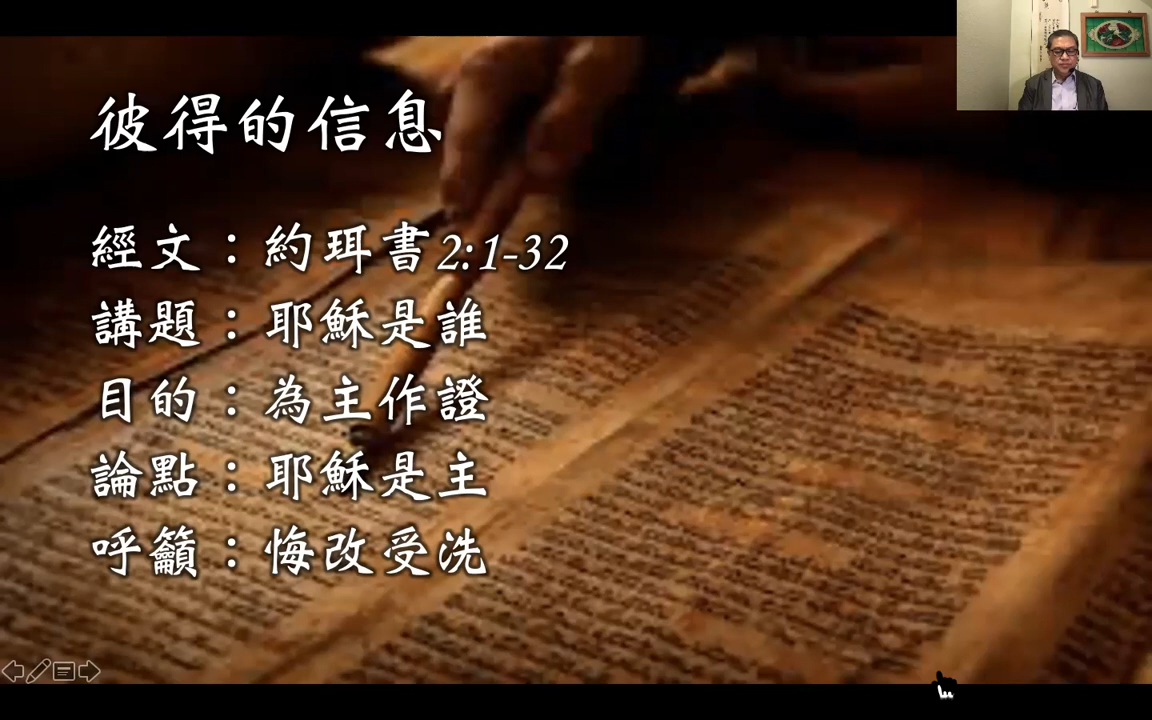 彼得的信息
經文：約珥書2:1-32
講題：耶穌是誰
目的：為主作證
論點：耶穌是主
呼籲：悔改受洗